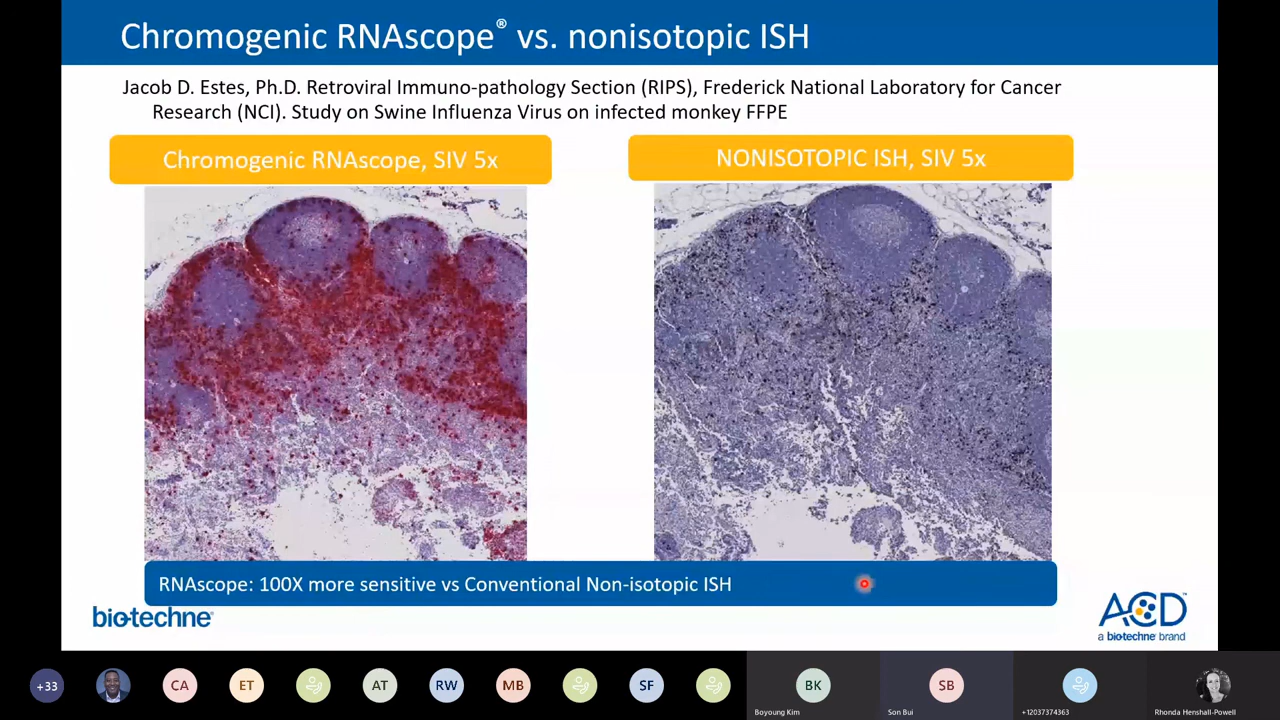 Chromogenic RNAscope® vs. nonisotopic ISH
Jacob D. Estes, Ph.D. Retroviral Immuno-pathology Section (RIPS), Frederick National Laboratory for Cancer
Research (NCI). Study on Swine Influenza Virus on infected monkey FFPE
Chromogenic RNAscope, SIV 5x
NONISOTOPIC ISH, SIV 5x
RNAscope: 100X more sensitive vs Conventional Non-isotopic ISH
bio-techne®
ACD™
a biotechne brand
+33
CA
ET
AT
RW
MB
SF
BK
SB
Boyoung Kim
Son Bui
+12037374363
Rhonda Henshall-Powell